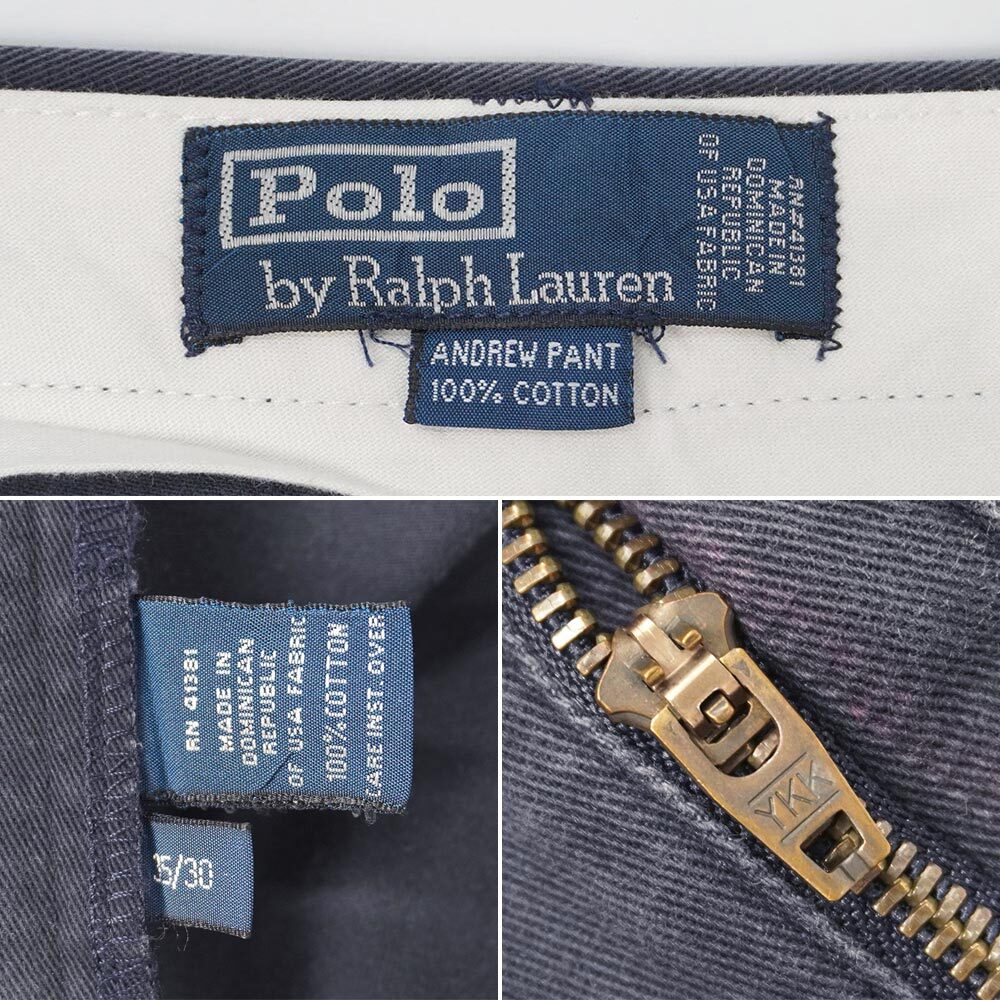 Polo
by Ralph Lauren
RN#41381
MADE IN
DOMINICAN
REPUBLIC
OF USA FABRIC
ANDREW PANT
100% COTTON
RN 41381
MADE IN
DOMINICAN
REPUBLIC
OF USA FABRIC
100% COTTON
CARE INST. OVER
35/30
YKK